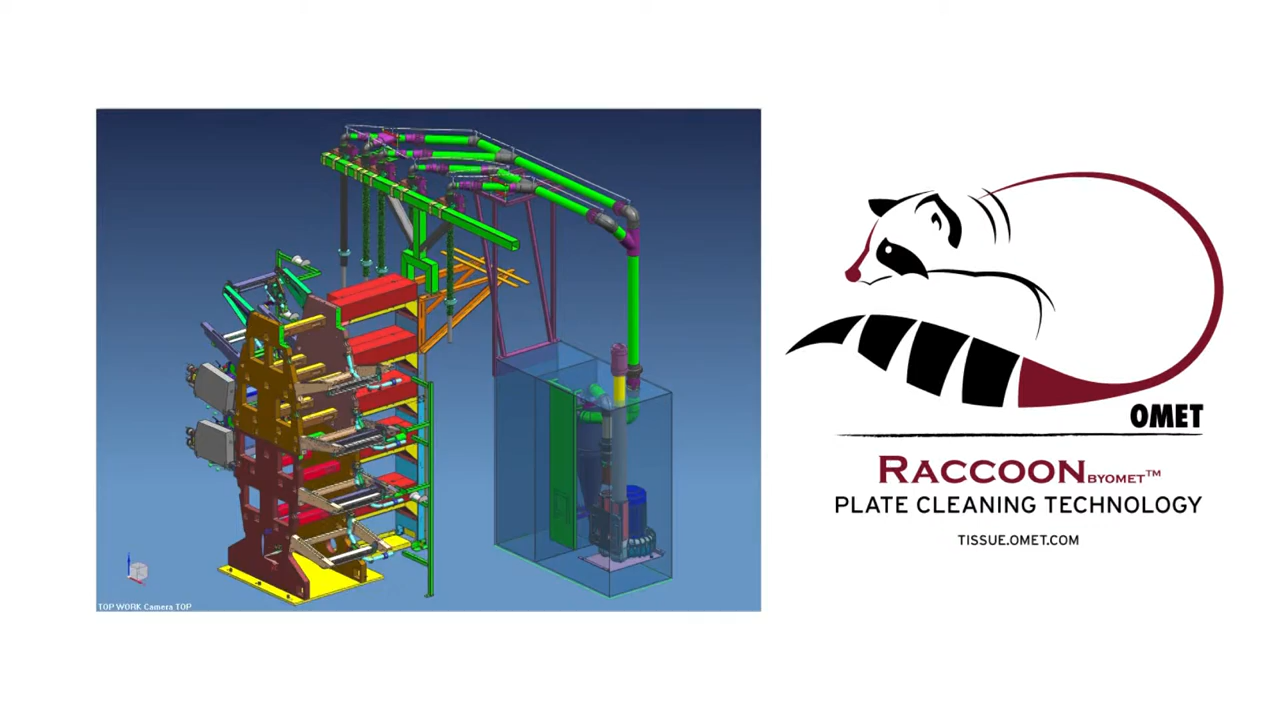 TOP WORK Camera TOP
OMET
RACCOON BYOMET™
PLATE CLEANING TECHNOLOGY
TISSUE.OMET.COM